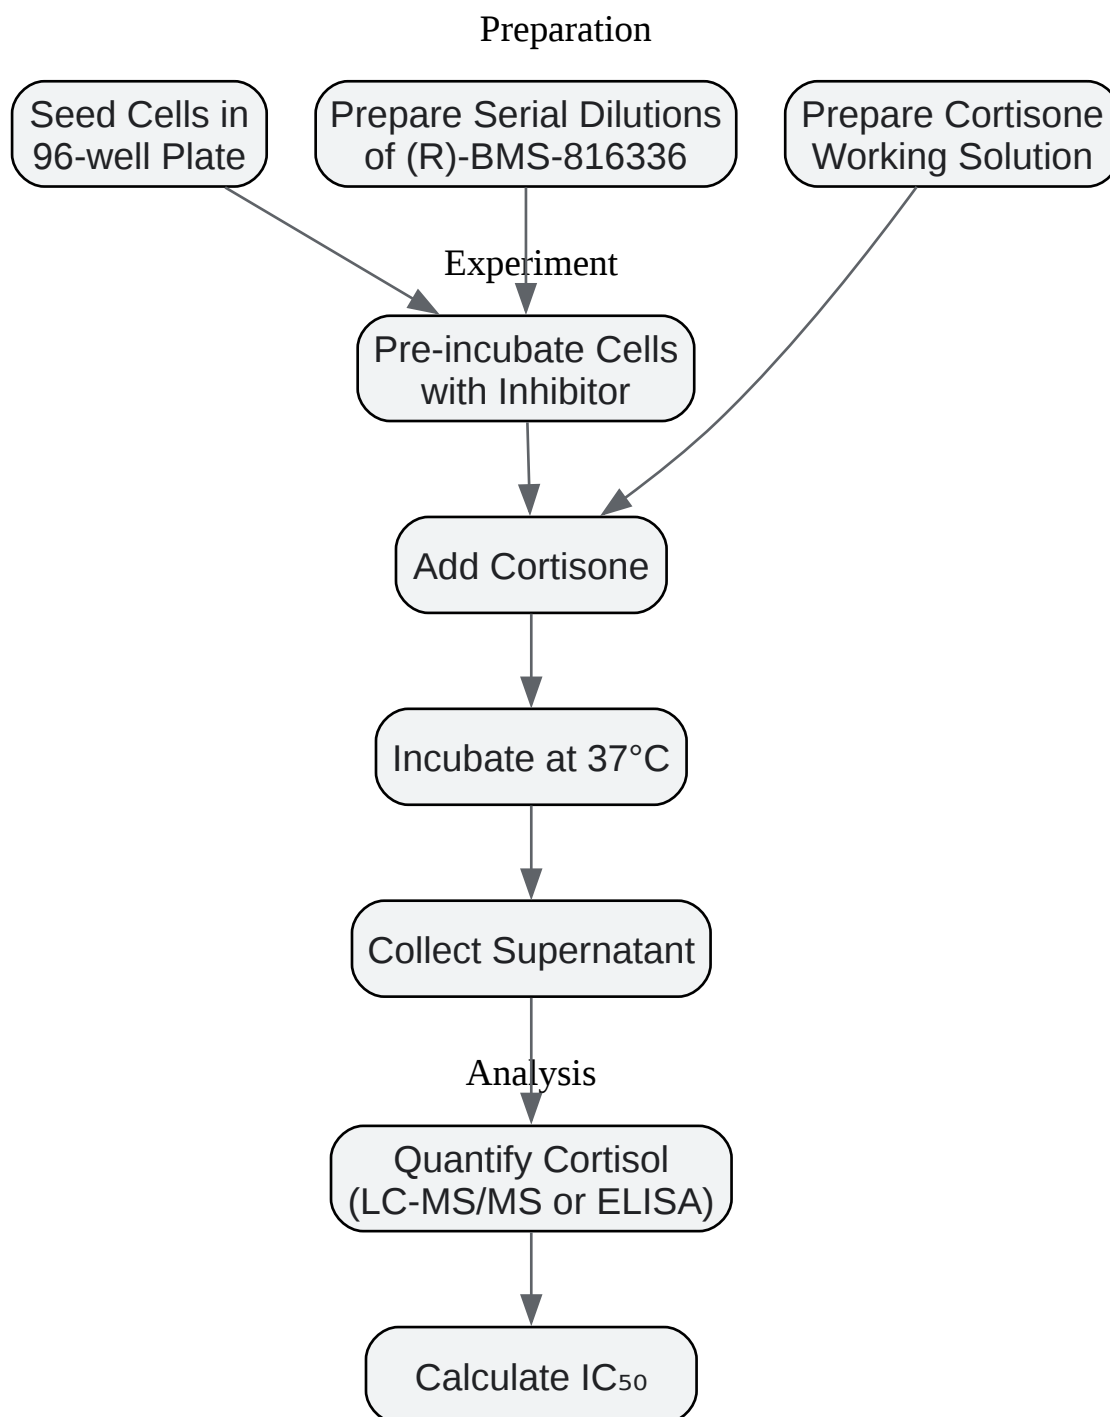 Preparation
Seed Cells in
96-well Plate
Prepare Serial Dilutions
of (R)-BMS-816336
Prepare Cortisone
Working Solution
Experiment
Pre-incubate Cells
with Inhibitor
Add Cortisone
Incubate at 37°C
Collect Supernatant
Analysis
Quantify Cortisol
(LC-MS/MS or ELISA)
Calculate IC₅₀